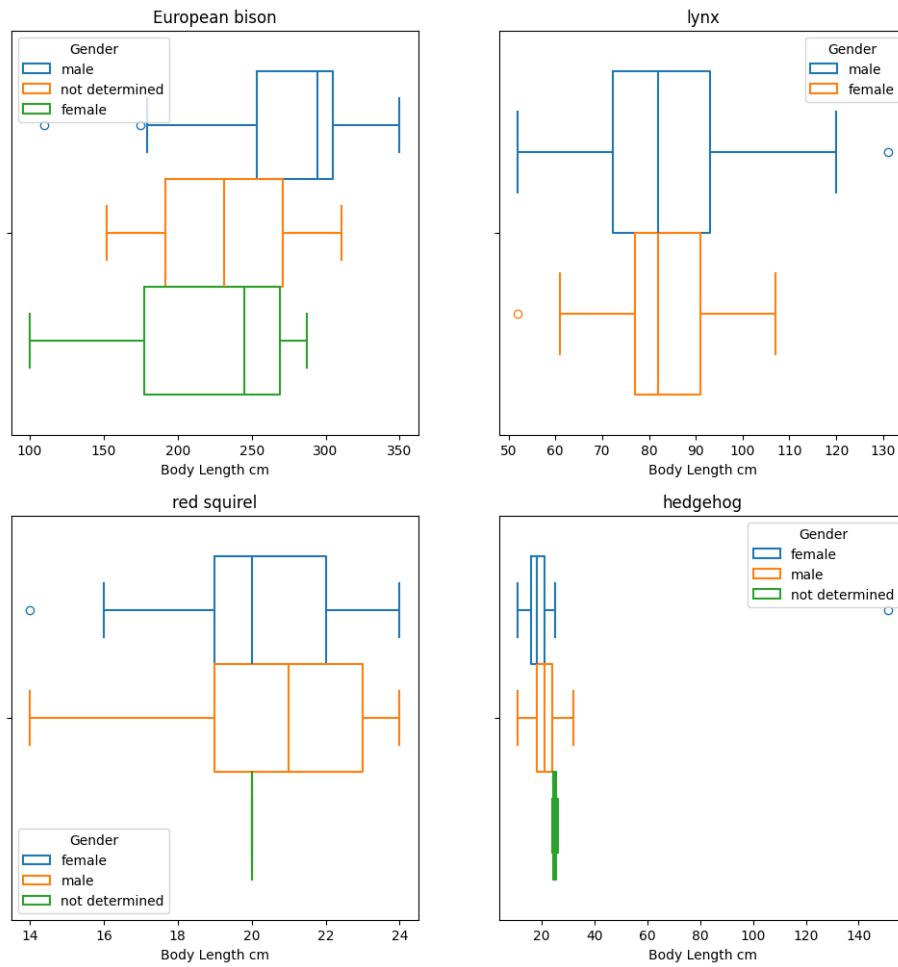 European bison
Gender
male
not determined
female
100 150 200 250 300 350
Body Length cm
lynx
Gender
male
female
50 60 70 80 90 100 110 120 130
Body Length cm
red squirel
Gender
female
male
not determined
14 16 18 20 22 24
Body Length cm
hedgehog
Gender
female
male
not determined
20 40 60 80 100 120 140
Body Length cm